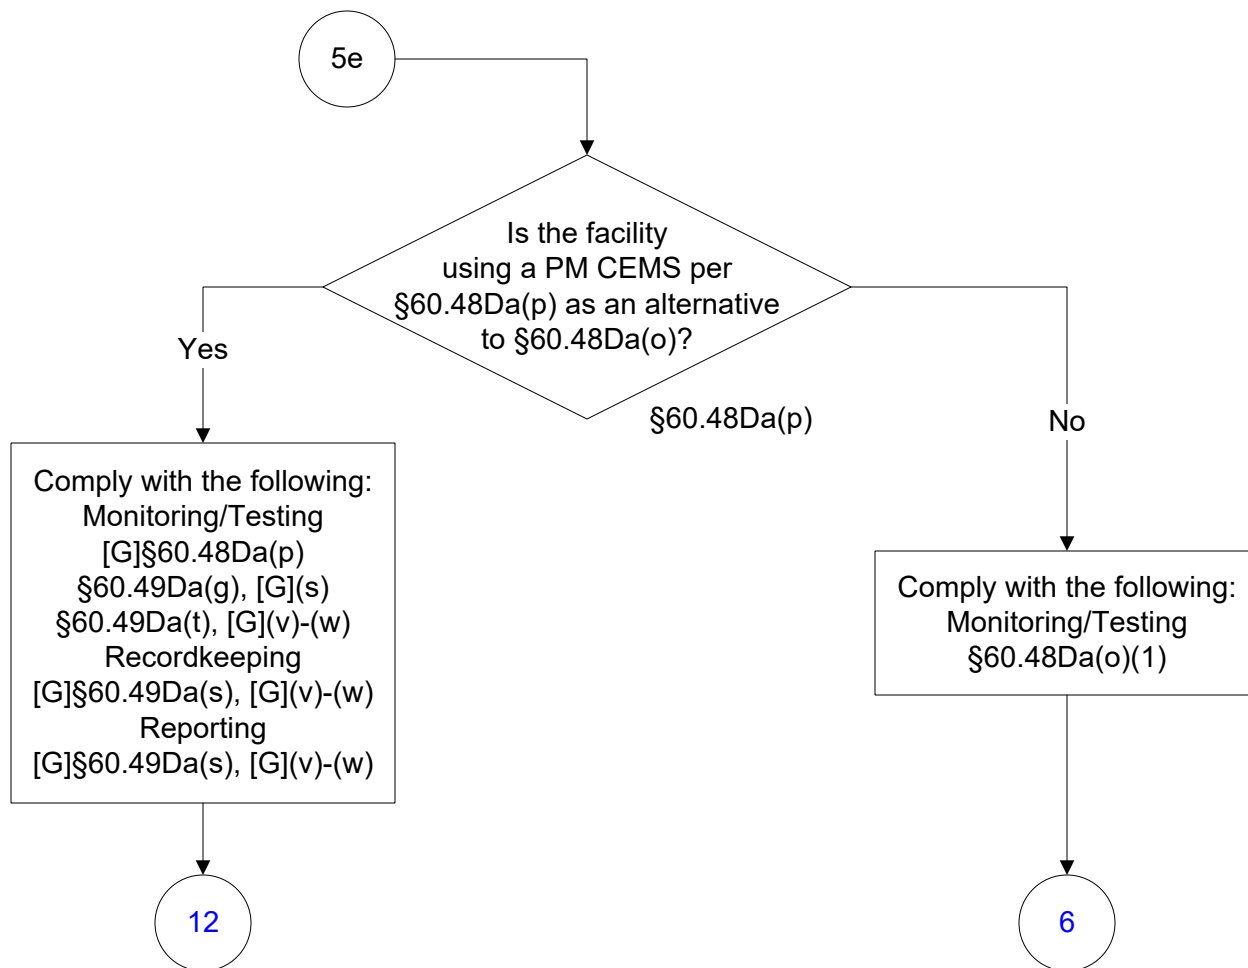 5e
Is the facility
using a PM CEMS per
§60.48Da(p) as an alternative
to §60.48Da(o)?
§60.48Da(p)
Yes
No
Comply with the following:
Monitoring/Testing
[G]§60.48Da(p)
§60.49Da(g), [G](s)
§60.49Da(t), [G](v)-(w)
Recordkeeping
[G]§60.49Da(s), [G](v)-(w)
Reporting
[G]§60.49Da(s), [G](v)-(w)
Comply with the following:
Monitoring/Testing
§60.48Da(o)(1)
12
6